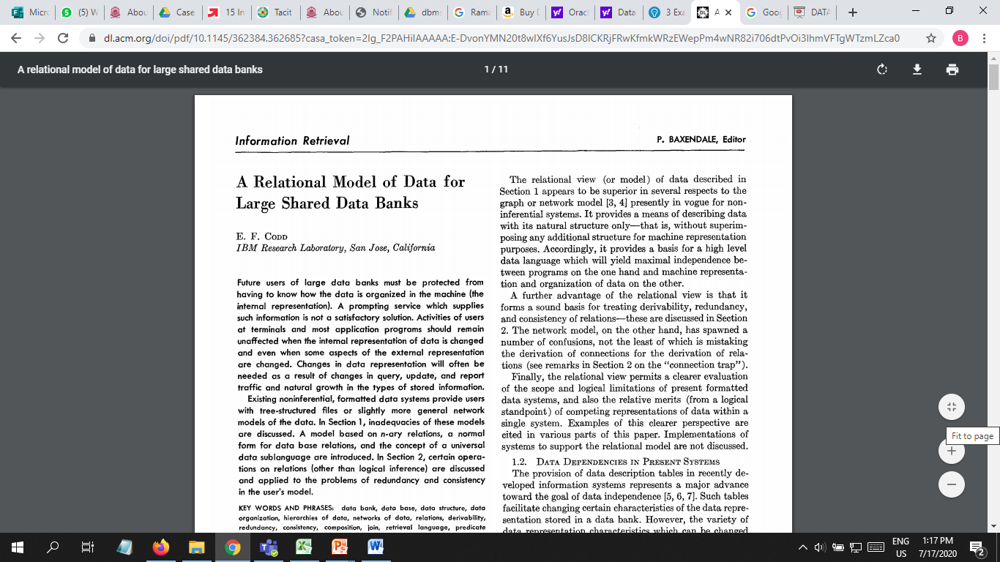 Micro
(5) W
Abou
Case
15 In
Tacit
Abou
Notif
dbms
Rama
Buy D
Oracl
Data
3 Exa
A
Goog
DATA
dl.acm.org/doi/pdf/10.1145/362384.362685?casa_token=2Ig_F2PAHiIAAAAA:E-DvonYMN20t8wIXf6YusJsD8lCKRjFRwKfmkWRzEWepPm4wNR82i706dtPvOi3IhmVFTgWTzmLZca0
B
A relational model of data for large shared data banks
1 / 11
Information Retrieval
P. BAXENDALE, Editor
A Relational Model of Data for
Large Shared Data Banks
E. F. CODD
IBM Research Laboratory, San Jose, California
Future users of large data banks must be protected from
having to know how the data is organized in the machine (the
internal representation). A prompting service which supplies
such information is not a satisfactory solution. Activities of users
at terminals and most application programs should remain
unaffected when the internal representation of data is changed
and even when some aspects of the external representation
are changed. Changes in data representation will often be
needed as a result of changes in query, update, and report
traffic and natural growth in the types of stored information.
Existing noninferential, formatted data systems provide users
with tree-structured files or slightly more general network
models of the data. In Section 1, inadequacies of these models
are discussed. A model based on n-ary relations, a normal
form for data base relations, and the concept of a universal
data sublanguage are introduced. In Section 2, certain opera-
tions on relations (other than logical inference) are discussed
and applied to the problems of redundancy and consistency
in the user's model.
KEY WORDS AND PHRASES: data bank, data base, data structure, data
organization, hierarchies of data, networks of data, relations, derivability,
redundancy, consistency, composition, join, retrieval language, predicate
The relational view (or model) of data described in
Section 1 appears to be superior in several respects to the
graph or network model [3, 4] presently in vogue for non-
inferential systems. It provides a means of describing data
with its natural structure only—that is, without superim-
posing any additional structure for machine representation
purposes. Accordingly, it provides a basis for a high level
data language which will yield maximal independence be-
tween programs on the one hand and machine representa-
tion and organization of data on the other.
A further advantage of the relational view is that it
forms a sound basis for treating derivability, redundancy,
and consistency of relations—these are discussed in Section
2. The network model, on the other hand, has spawned a
number of confusions, not the least of which is mistaking
the derivation of connections for the derivation of rela-
tions (see remarks in Section 2 on the "connection trap").
Finally, the relational view permits a clearer evaluation
of the scope and logical limitations of present formatted
data systems, and also the relative merits (from a logical
standpoint) of competing representations of data within a
single system. Examples of this clearer perspective are
cited in various parts of this paper. Implementations of
systems to support the relational model are not discussed.
1.2. DATA DEPENDENCIES IN PRESENT SYSTEMS
The provision of data description tables in recently de-
veloped information systems represents a major advance
toward the goal of data independence [5, 6, 7]. Such tables
facilitate changing certain characteristics of the data repre-
sentation stored in a data bank. However, the variety of
data representation characteristics which can be changed
Fit to page
ENG
US
1:17 PM
7/17/2020
2